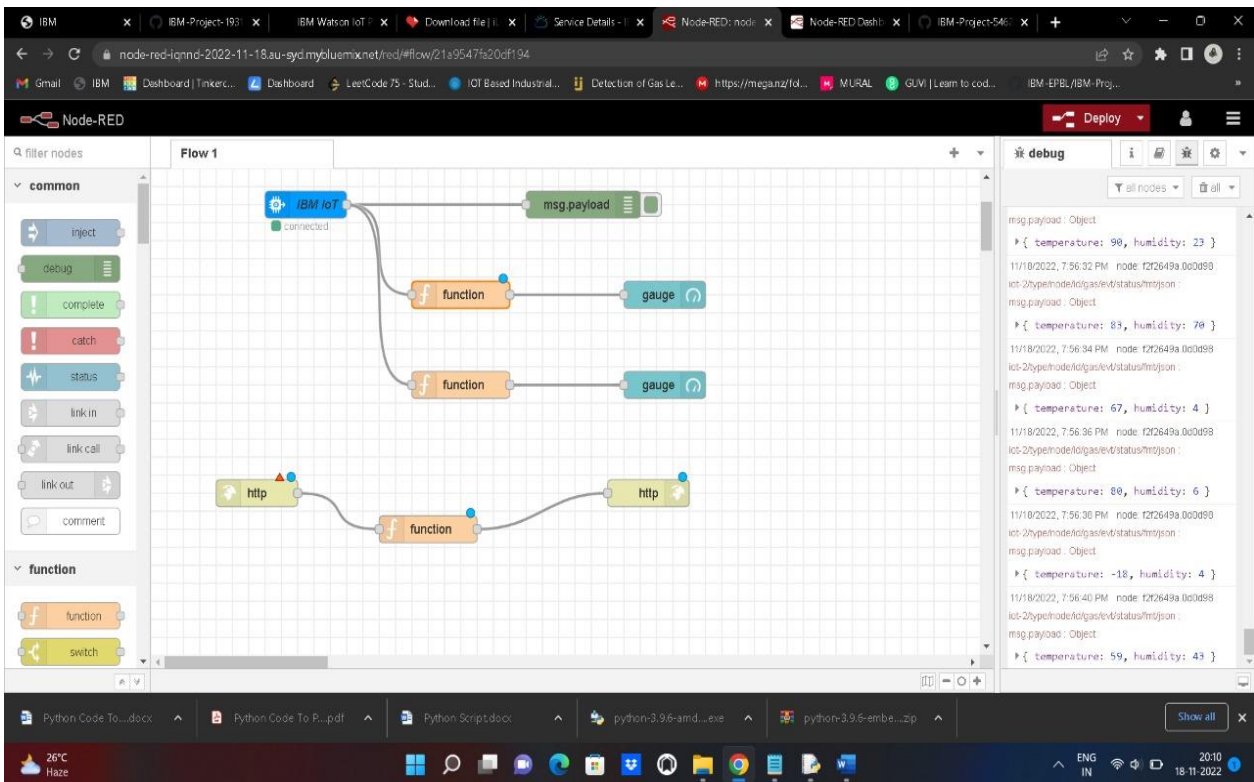 IBM
IBM-Project-193
IBM Watson IoT P
Download file | iL
Service Details - I
Node-RED: node
Node-RED Dashb
IBM-Project-546
node-red-iqnnd-2022-11-18.au-syd.mybluemix.net/red/#flow/21a9547fa20df194
Gmail
IBM
Dashboard | Tinkerc...
Dashboard
LeetCode 75 - Stud...
IOT Based Industrial...
Detection of Gas Le...
https://mega.nz/fol...
MURAL
GUVI | Learn to cod...
IBM-EPBL/IBM-Proj...
Node-RED
Deploy
filter nodes
Flow 1
debug
all nodes
all
common
inject
debug
complete
catch
status
link in
link call
link out
comment
function
function
switch
IBM IoT
connected
msg.payload
function
gauge
function
gauge
http
function
http
msg.payload : Object
{ temperature: 90, humidity: 23 }
11/18/2022, 7:56:32 PM node: f2f2649a.0d0d98
iot-2/type/node/id/gas/evt/status/fmt/json :
msg.payload : Object
{ temperature: 83, humidity: 70 }
11/18/2022, 7:56:34 PM node: f2f2649a.0d0d98
iot-2/type/node/id/gas/evt/status/fmt/json :
msg.payload : Object
{ temperature: 67, humidity: 4 }
11/18/2022, 7:56:36 PM node: f2f2649a.0d0d98
iot-2/type/node/id/gas/evt/status/fmt/json :
msg.payload : Object
{ temperature: 80, humidity: 6 }
11/18/2022, 7:56:38 PM node: f2f2649a.0d0d98
iot-2/type/node/id/gas/evt/status/fmt/json :
msg.payload : Object
{ temperature: -18, humidity: 4 }
11/18/2022, 7:56:40 PM node: f2f2649a.0d0d98
iot-2/type/node/id/gas/evt/status/fmt/json :
msg.payload : Object
{ temperature: 59, humidity: 43 }
Python Code To....docx
Python Code To P....pdf
Python Script.docx
python-3.9.6-amd....exe
python-3.9.6-embe....zip
Show all
26°C
Haze
ENG
IN
20:10
18-11-2022